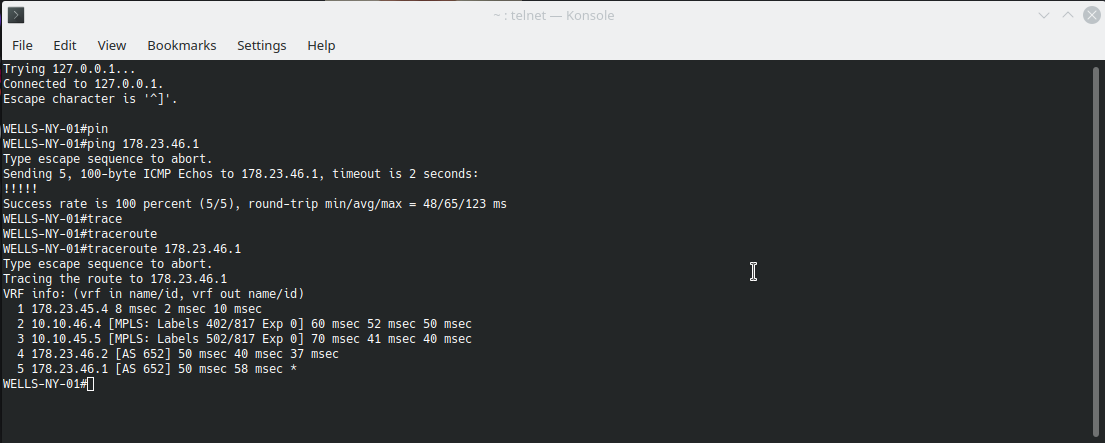 ~ : telnet — Konsole
File Edit View Bookmarks Settings Help
Trying 127.0.0.1...
Connected to 127.0.0.1.
Escape character is '^]'.
WELLS-NY-01#pin
WELLS-NY-01#ping 178.23.46.1
Type escape sequence to abort.
Sending 5, 100-byte ICMP Echos to 178.23.46.1, timeout is 2 seconds:
!!!!!
Success rate is 100 percent (5/5), round-trip min/avg/max = 48/65/123 ms
WELLS-NY-01#trace
WELLS-NY-01#traceroute
WELLS-NY-01#traceroute 178.23.46.1
Type escape sequence to abort.
Tracing the route to 178.23.46.1
VRF info: (vrf in name/id, vrf out name/id)
  1 178.23.45.4 8 msec 2 msec 10 msec
  2 10.10.46.4 [MPLS: Labels 402/817 Exp 0] 60 msec 52 msec 50 msec
  3 10.10.45.5 [MPLS: Labels 502/817 Exp 0] 70 msec 41 msec 40 msec
  4 178.23.46.2 [AS 652] 50 msec 40 msec 37 msec
  5 178.23.46.1 [AS 652] 50 msec 58 msec *
WELLS-NY-01#